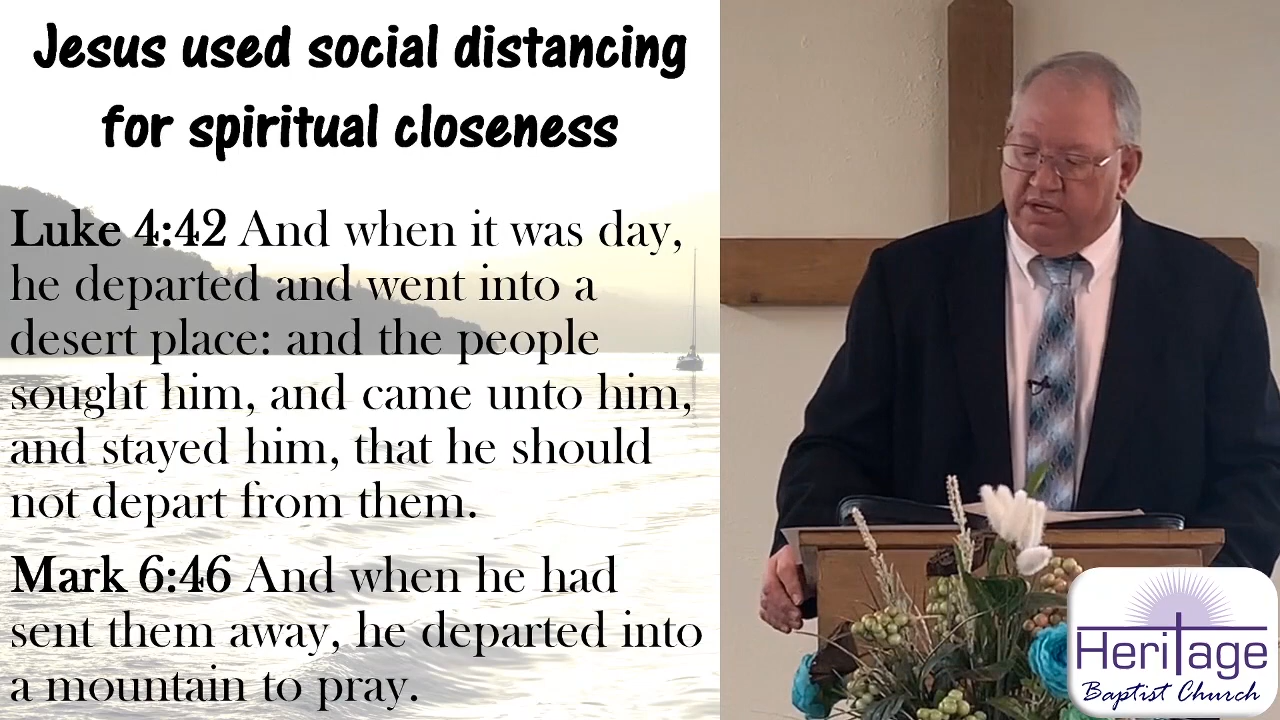 Jesus used social distancing
for spiritual closeness
Luke 4:42 And when it was day,
he departed and went into a
desert place: and the people
sought him, and came unto him,
and stayed him, that he should
not depart from them.
Mark 6:46 And when he had
sent them away, he departed into
a mountain to pray.
Heritage
Baptist Church